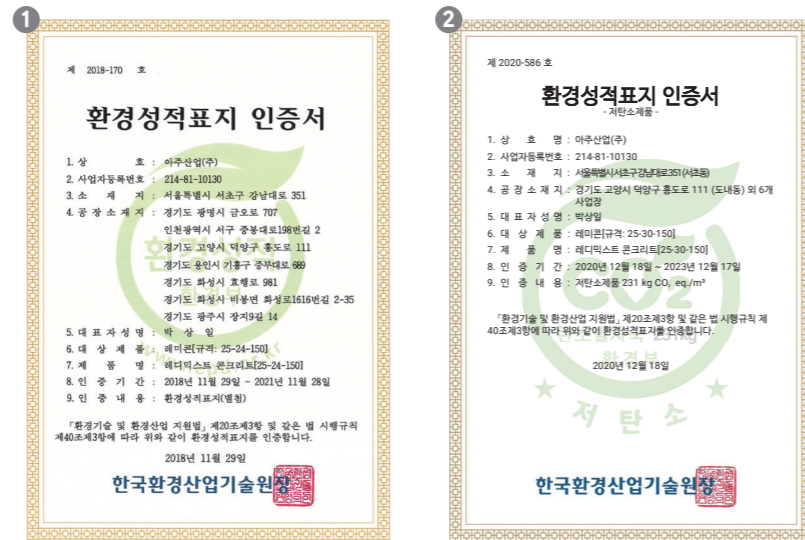 1
제 2018-170 호
환경성적표지 인증서
1. 상 호 : 아주산업(주)
2. 사업자등록번호 : 214-81-10130
3. 소 재 지 : 서울특별시 서초구 강남대로 351
4. 공 장 소 재 지 : 경기도 광명시 금오로 707
인천광역시 서구 중봉대로198번길 2
경기도 고양시 덕양구 홍도로 111
경기도 용인시 기흥구 중부대로 689
경기도 화성시 효행로 981
경기도 화성시 비봉면 화성로1616번길 2-35
경기도 광주시 장지9길 14
5. 대 표 자 성 명 : 박 상 일
6. 대 상 제 품 : 레미콘[규격: 25-24-150]
7. 제 품 명 : 레디믹스트 콘크리트[25-24-150]
8. 인 증 기 간 : 2018년 11월 29일 ~ 2021년 11월 28일
9. 인 증 내 용 : 환경성적표지(별첨)
「환경기술 및 환경산업 지원법」 제20조제3항 및 같은 법 시행규칙
제40조제3항에 따라 위와 같이 환경성적표지를 인증합니다.
2018년 11월 29일
한국환경산업기술원장
환경성적
환경부
2
제 2020-586 호
환경성적표지 인증서
- 저탄소제품 -
1. 상 호 명 : 아주산업(주)
2. 사업자등록번호 : 214-81-10130
3. 소 재 지 : 서울특별시 서초구 강남대로 351 (서초동)
4. 공 장 소 재 지 : 경기도 고양시 덕양구 홍도로 111 (도내동) 외 6개
사업장
5. 대 표 자 성 명 : 박상일
6. 대 상 제 품 : 레미콘[규격: 25-30-150]
7. 제 품 명 : 레디믹스트 콘크리트[25-30-150]
8. 인 증 기 간 : 2020년 12월 18일 ~ 2023년 12월 17일
9. 인 증 내 용 : 저탄소제품 231 kg CO₂ eq./m³
「환경기술 및 환경산업 지원법」 제20조제3항 및 같은 법 시행규칙 제
40조제3항에 따라 위와 같이 환경성적표지를 인증합니다.
2020년 12월 18일
한국환경산업기술원장
CO2
231kg
환경부
저탄소